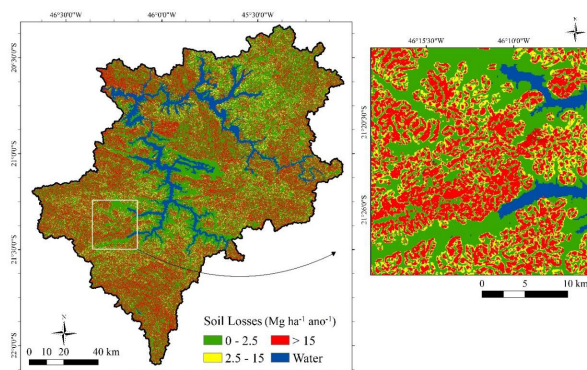 46°30'0"W 46°0'0"W 45°30'0"W
20°30'0"S
21°0'0"S
21°30'0"S
22°0'0"S
46°15'30"W 46°10'0"W
Soil Losses (Mg ha⁻¹ ano⁻¹)
0 - 2.5 > 15
2.5 - 15 Water
0 10 20 40 km
0 5 10 km